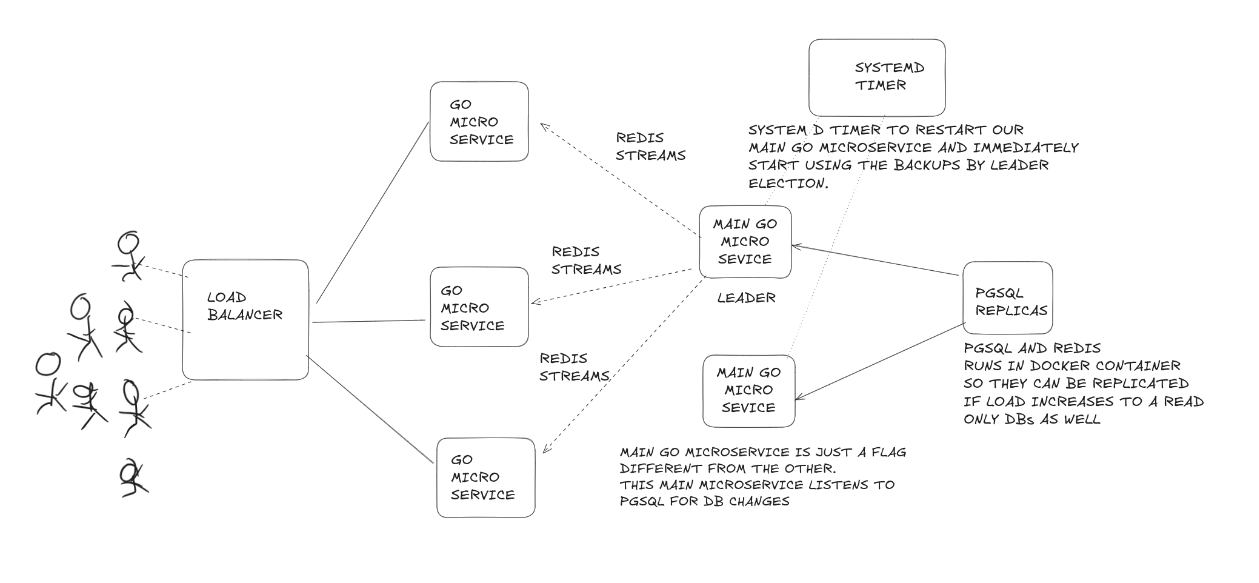 SYSTEMD
TIMER
SYSTEM D TIMER TO RESTART OUR
MAIN GO MICROSERVICE AND IMMEDIATELY
START USING THE BACKUPS BY LEADER
ELECTION.
GO
MICRO
SERVICE
REDIS
STREAMS
MAIN GO
MICRO
SEVICE
LEADER
REDIS
STREAMS
LOAD
BALANCER
GO
MICRO
SERVICE
PGSQL
REPLICAS
PGSQL AND REDIS
RUNS IN DOCKER CONTAINER
SO THEY CAN BE REPLICATED
IF LOAD INCREASES TO A READ
ONLY DBs AS WELL
REDIS
STREAMS
MAIN GO
MICRO
SEVICE
GO
MICRO
SERVICE
MAIN GO MICROSERVICE IS JUST A FLAG
DIFFERENT FROM THE OTHER.
THIS MAIN MICROSERVICE LISTENS TO
PGSQL FOR DB CHANGES